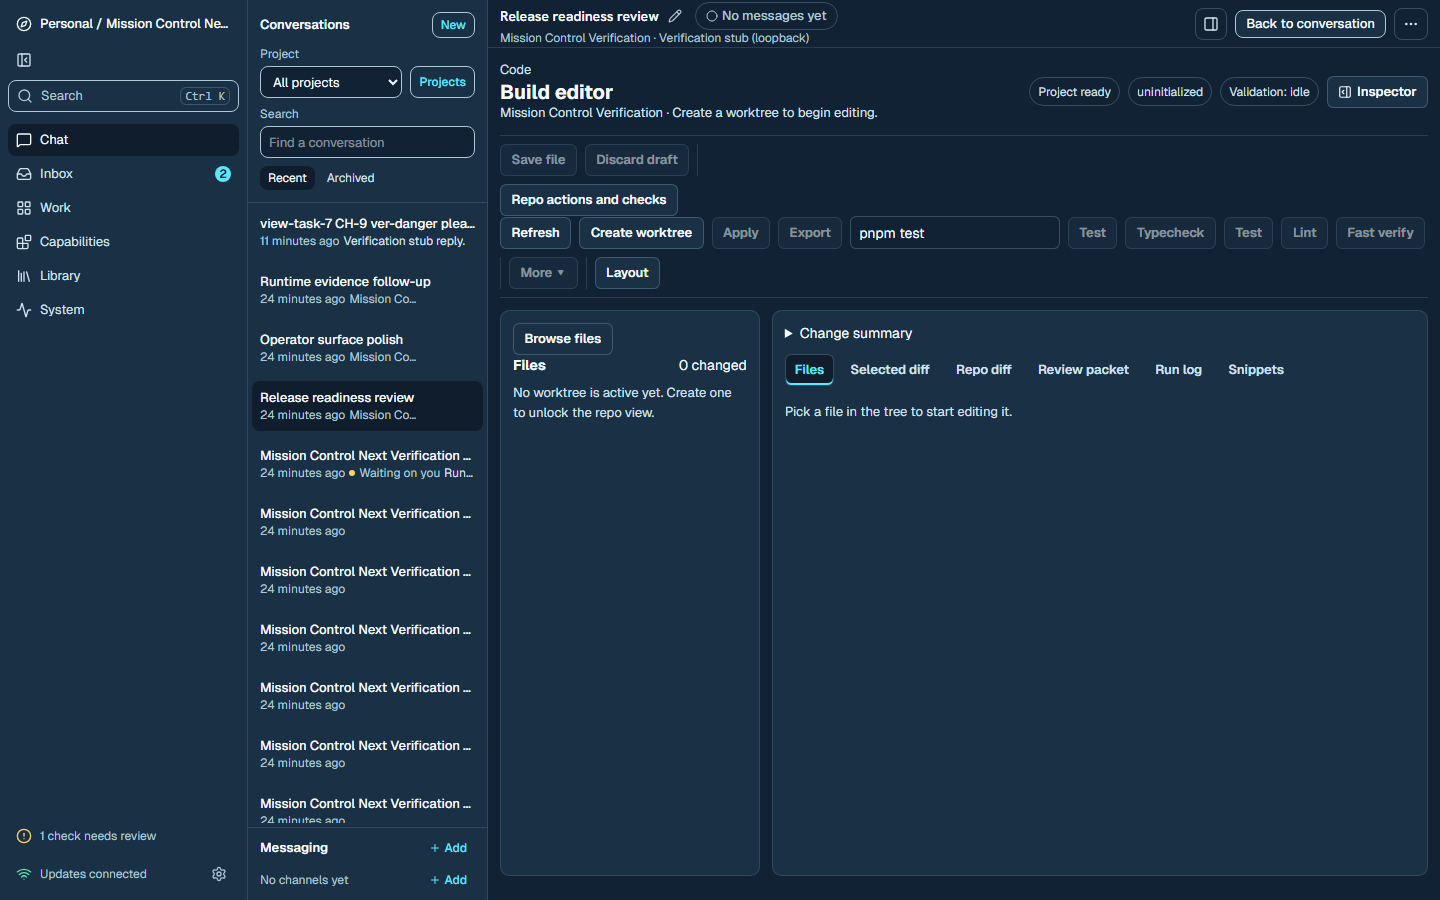 Personal / Mission Control Ne...
Search
Ctrl K
Chat
Inbox
2
Work
Capabilities
Library
System
1 check needs review
Updates connected
Conversations
New
Project
All projects
Projects
Search
Find a conversation
Recent
Archived
view-task-7 CH-9 ver-danger plea...
11 minutes ago Verification stub reply.
Runtime evidence follow-up
24 minutes ago Mission Co...
Operator surface polish
24 minutes ago Mission Co...
Release readiness review
24 minutes ago Mission Co...
Mission Control Next Verification ...
24 minutes ago Waiting on you Run...
Mission Control Next Verification ...
24 minutes ago
Mission Control Next Verification ...
24 minutes ago
Mission Control Next Verification ...
24 minutes ago
Mission Control Next Verification ...
24 minutes ago
Mission Control Next Verification ...
24 minutes ago
Mission Control Next Verification ...
24 minutes ago
Messaging
+ Add
No channels yet
+ Add
Release readiness review
No messages yet
Mission Control Verification · Verification stub (loopback)
Back to conversation
Code
Build editor
Mission Control Verification · Create a worktree to begin editing.
Project ready
uninitialized
Validation: idle
Inspector
Save file
Discard draft
Repo actions and checks
Refresh
Create worktree
Apply
Export
pnpm test
Test
Typecheck
Test
Lint
Fast verify
More
Layout
Browse files
Files
0 changed
No worktree is active yet. Create one
to unlock the repo view.
Change summary
Files
Selected diff
Repo diff
Review packet
Run log
Snippets
Pick a file in the tree to start editing it.